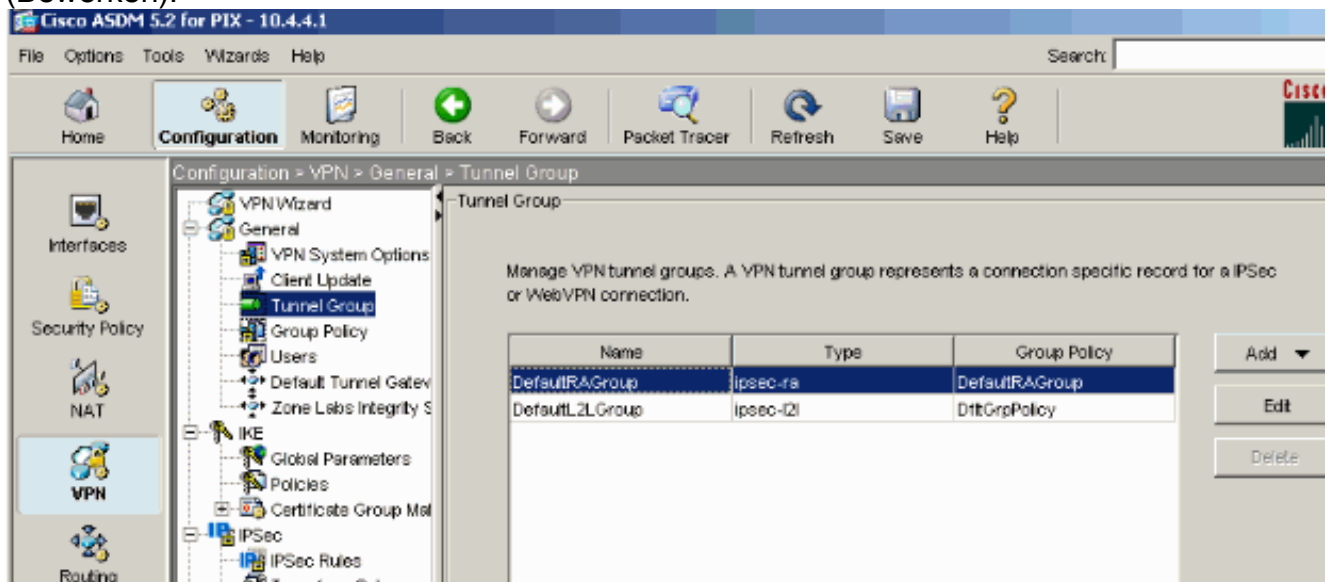 (Bewerken).
Cisco ASDM 5.2 for PIX - 10.4.4.1
File Options Tools Wizards Help Search:
Home Configuration Monitoring Back Forward Packet Tracer Refresh Save Help
Configuration > VPN > General > Tunnel Group
Interfaces
Security Policy
NAT
VPN
Routing
VPN Wizard
General
VPN System Options
Client Update
Tunnel Group
Group Policy
Users
Default Tunnel Gatew
Zone Labs Integrity S
IKE
Global Parameters
Policies
Certificate Group Mat
IPSec
IPSec Rules
Tunnel Group
Manage VPN tunnel groups. A VPN tunnel group represents a connection specific record for a IPSec
or WebVPN connection.
Name Type Group Policy
DefaultRAGroup ipsec-ra DefaultRAGroup
DefaultL2LGroup ipsec-l2l DfltGrpPolicy
Add
Edit
Delete